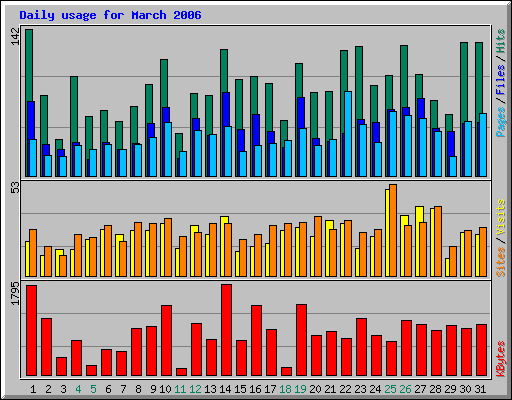 Daily usage for March 2006
142
Pages / Files / Hits
53
Sites / Visits
1795
KBytes
1 2 3 4 5 6 7 8 9 10 11 12 13 14 15 16 17 18 19 20 21 22 23 24 25 26 27 28 29 30 31